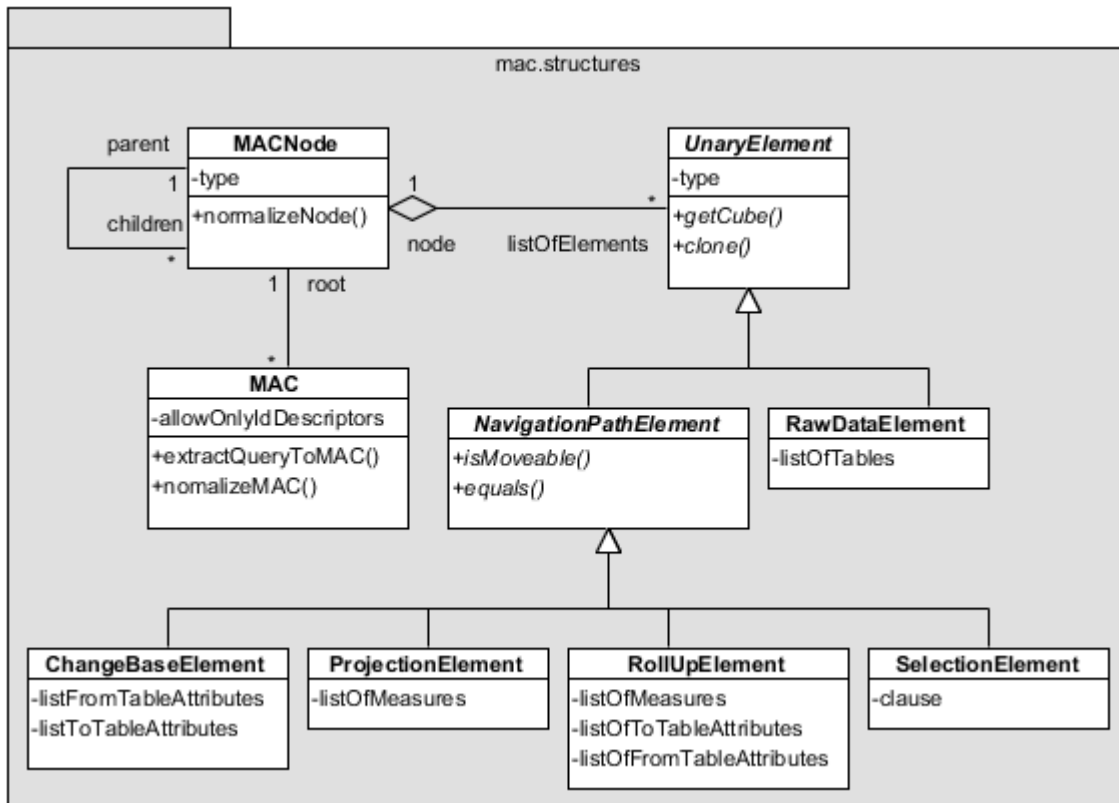 mac.structures
parent
1
children
*
MACNode
-type
+normalizeNode()
1
node
*
listOfElements
UnaryElement
-type
+getCube()
+clone()
1
root
*
MAC
-allowOnlyIdDescriptors
+extractQueryToMAC()
+nomalizeMAC()
NavigationPathElement
+isMoveable()
+equals()
RawDataElement
-listOfTables
ChangeBaseElement
-listFromTableAttributes
-listToTableAttributes
ProjectionElement
-listOfMeasures
RollUpElement
-listOfMeasures
-listOfToTableAttributes
-listOfFromTableAttributes
SelectionElement
-clause